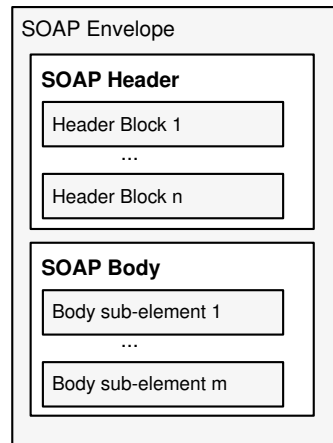 SOAP Envelope
SOAP Header
Header Block 1
...
Header Block n
SOAP Body
Body sub-element 1
...
Body sub-element m